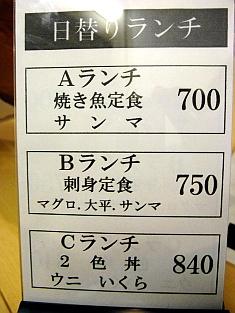 日替りランチ
Aランチ
焼き魚定食 700
サンマ
Bランチ
刺身定食 750
マグロ.大平.サンマ
Cランチ
2色丼 840
ウニ いくら